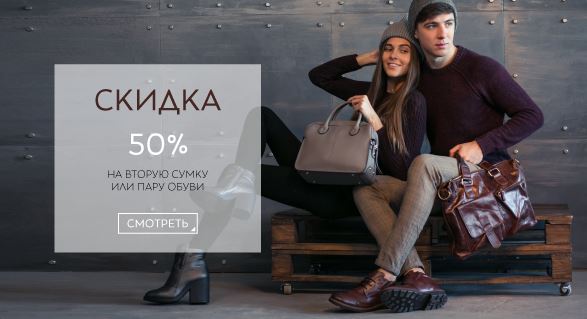 СКИДКА
50%
НА ВТОРУЮ СУМКУ
ИЛИ ПАРУ ОБУВИ
СМОТРЕТЬ